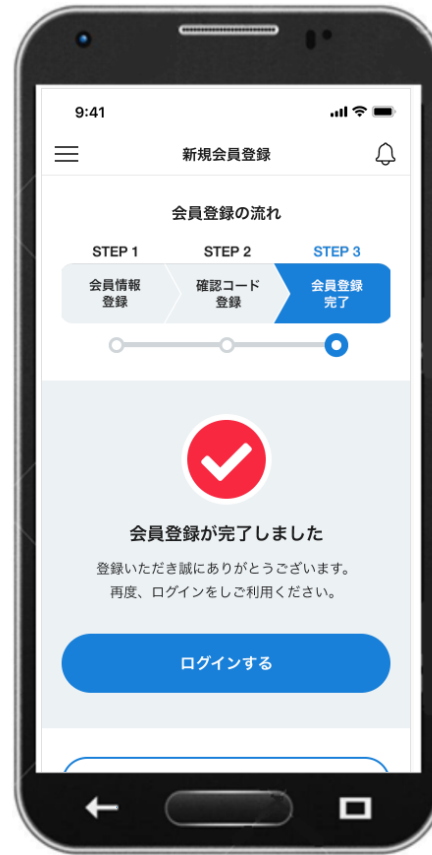 9:41
新規会員登録
会員登録の流れ
STEP 1
STEP 2
STEP 3
会員情報
登録
確認コード
登録
会員登録
完了
会員登録が完了しました
登録いただき誠にありがとうございます。
再度、ログインをしご利用ください。
ログインする